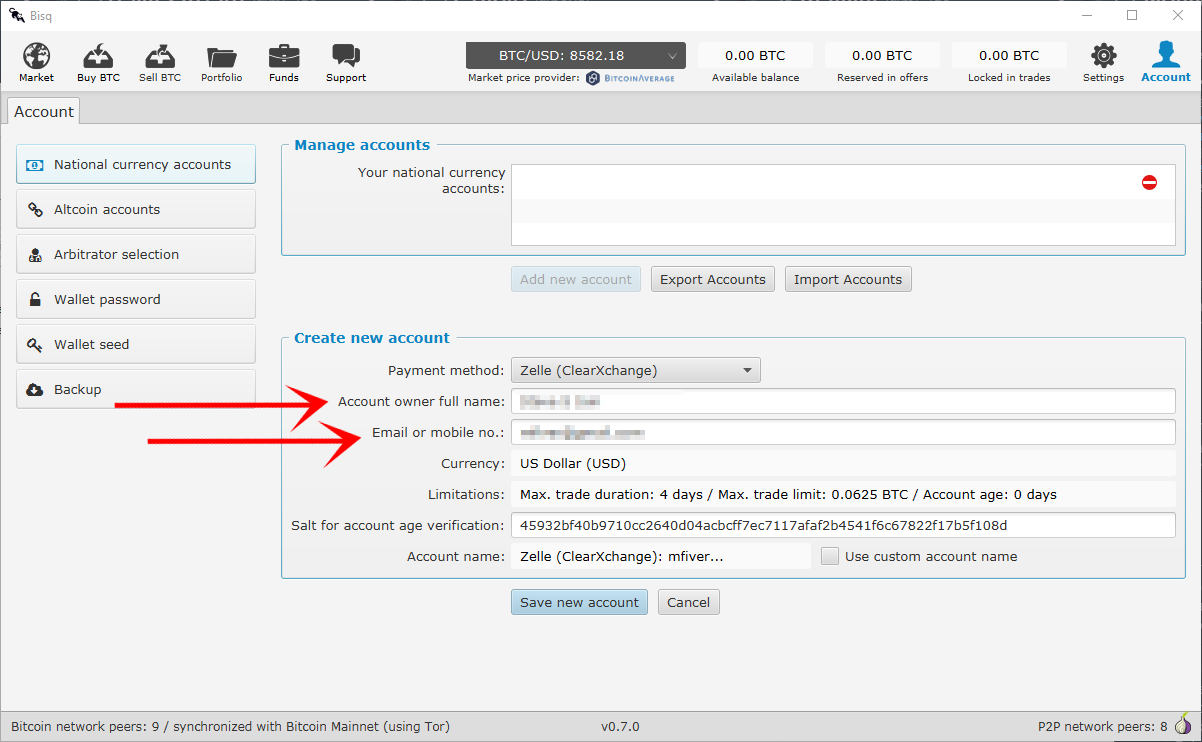 Bisq
Market
Buy BTC
Sell BTC
Portfolio
Funds
Support
BTC/USD: 8582.18
Market price provider: BITCOINAVERAGE
0.00 BTC
Available balance
0.00 BTC
Reserved in offers
0.00 BTC
Locked in trades
Settings
Account
Account
National currency accounts
Altcoin accounts
Arbitrator selection
Wallet password
Wallet seed
Backup
Manage accounts
Your national currency
accounts:
Add new account
Export Accounts
Import Accounts
Create new account
Payment method: Zelle (ClearXchange)
Account owner full name:
Email or mobile no.:
Currency: US Dollar (USD)
Limitations: Max. trade duration: 4 days / Max. trade limit: 0.0625 BTC / Account age: 0 days
Salt for account age verification: 45932bf40b9710cc2640d04acbcff7ec7117afaf2b4541f6c67822f17b5f108d
Account name: Zelle (ClearXchange): mfiver... Use custom account name
Save new account
Cancel
Bitcoin network peers: 9 / synchronized with Bitcoin Mainnet (using Tor)
v0.7.0
P2P network peers: 8